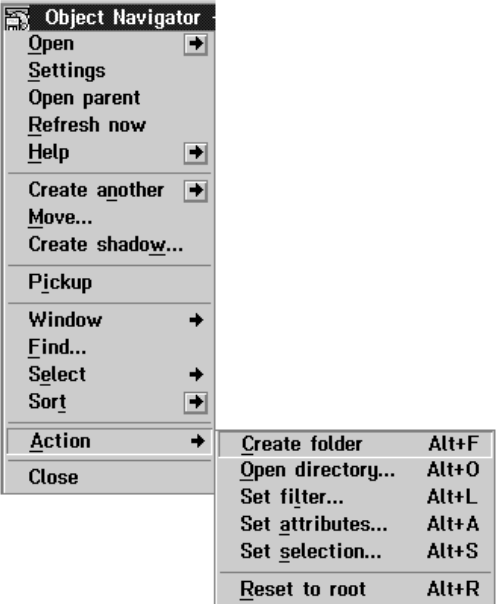 Object Navigator -
Open
Settings
Open parent
Refresh now
Help
Create another
Move...
Create shadow...
Pickup
Window
Find...
Select
Sort
Action
Close
Create folder Alt+F
Open directory... Alt+O
Set filter... Alt+L
Set attributes... Alt+A
Set selection... Alt+S
Reset to root Alt+R